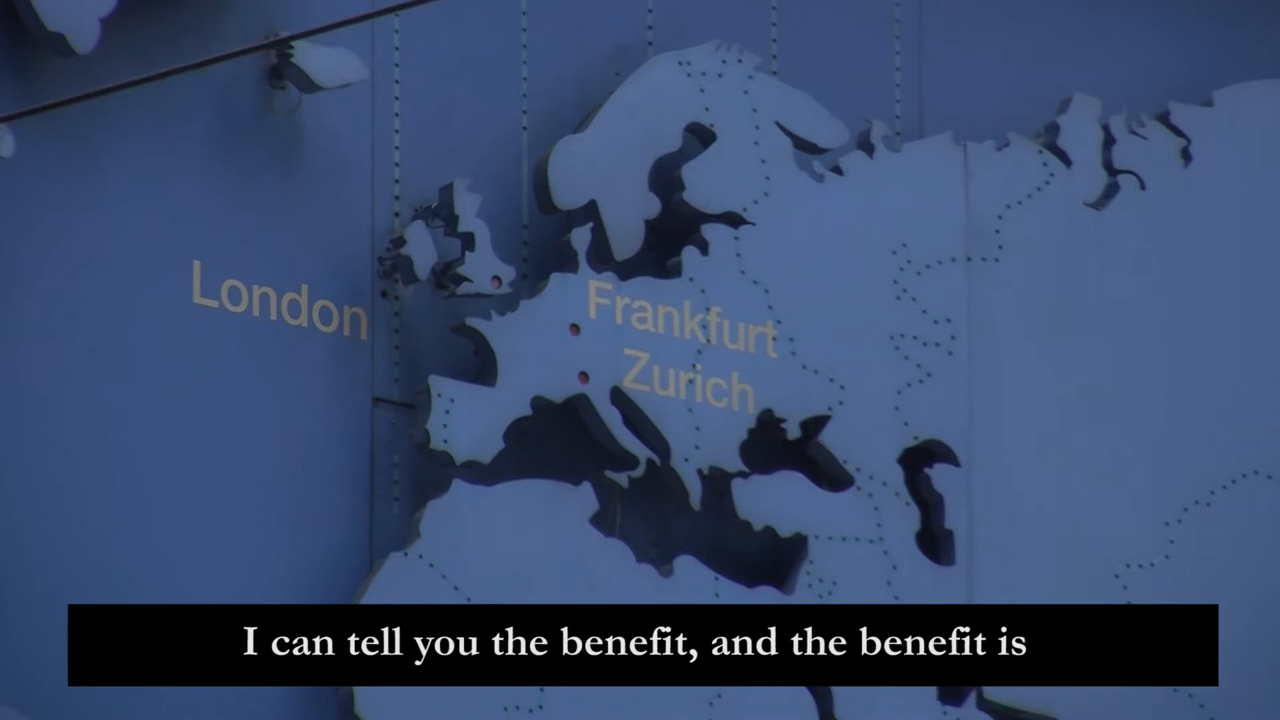 London
Frankfurt
Zurich
I can tell you the benefit, and the benefit is